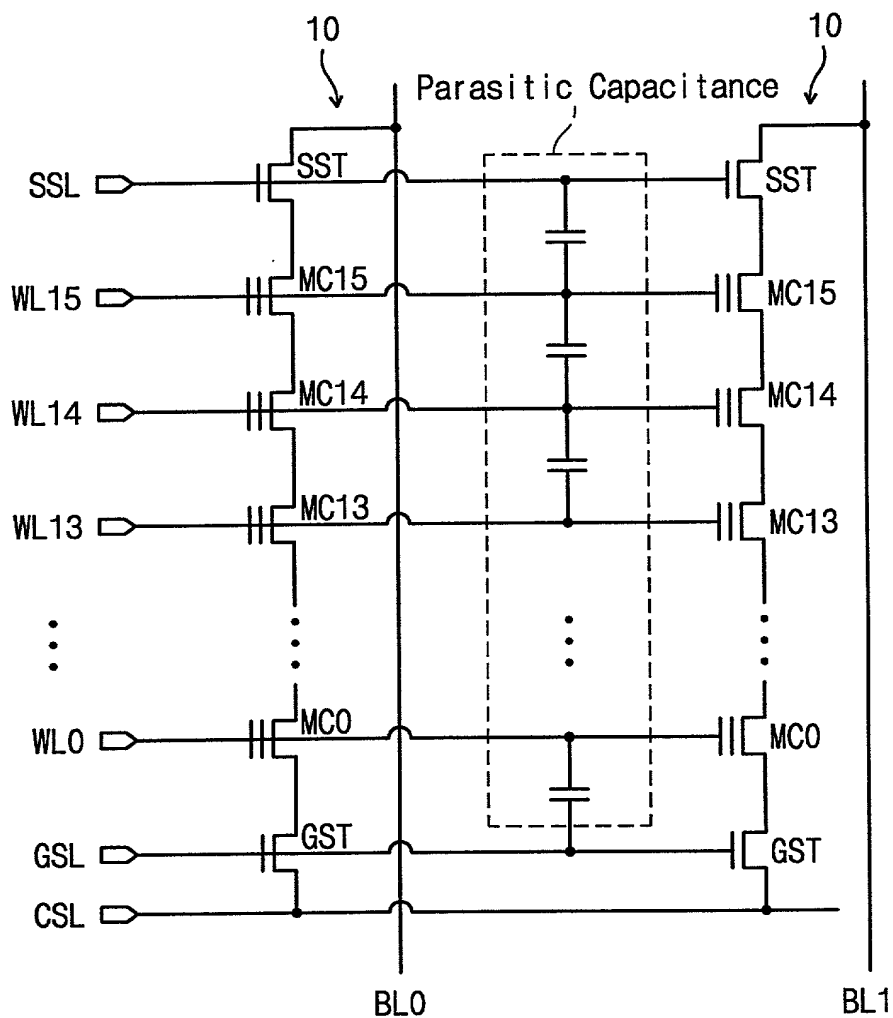 10 10
Parasitic Capacitance
SSL SST SST
WL15 MC15 MC15
WL14 MC14 MC14
WL13 MC13 MC13
WL0 MC0 MC0
GSL GST GST
CSL
BL0 BL1